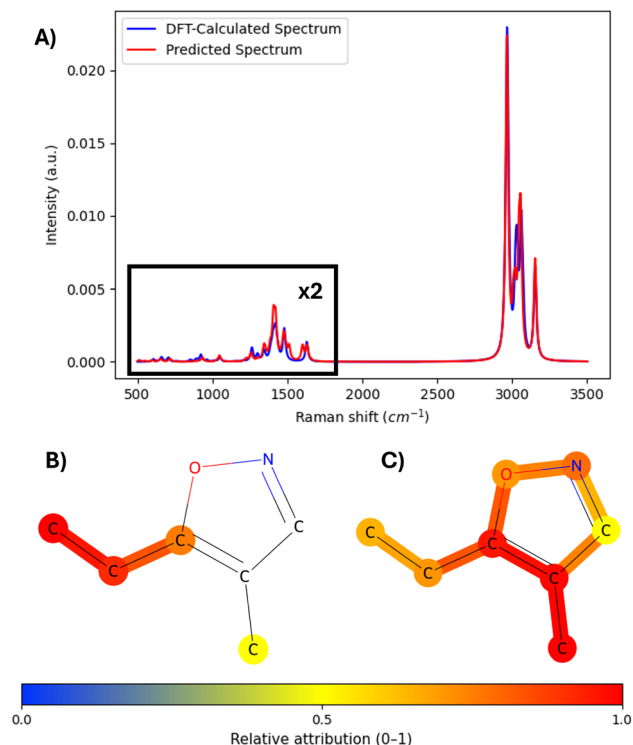 A)
DFT-Calculated Spectrum
Predicted Spectrum
Intensity (a.u.)
0.020
0.015
0.010
0.005
0.000
x2
500 1000 1500 2000 2500 3000 3500
Raman shift (cm⁻¹)
B)
O N
C C C
C C
C
C)
O N
C C C
C C
C
0.0 0.5 1.0
Relative attribution (0–1)